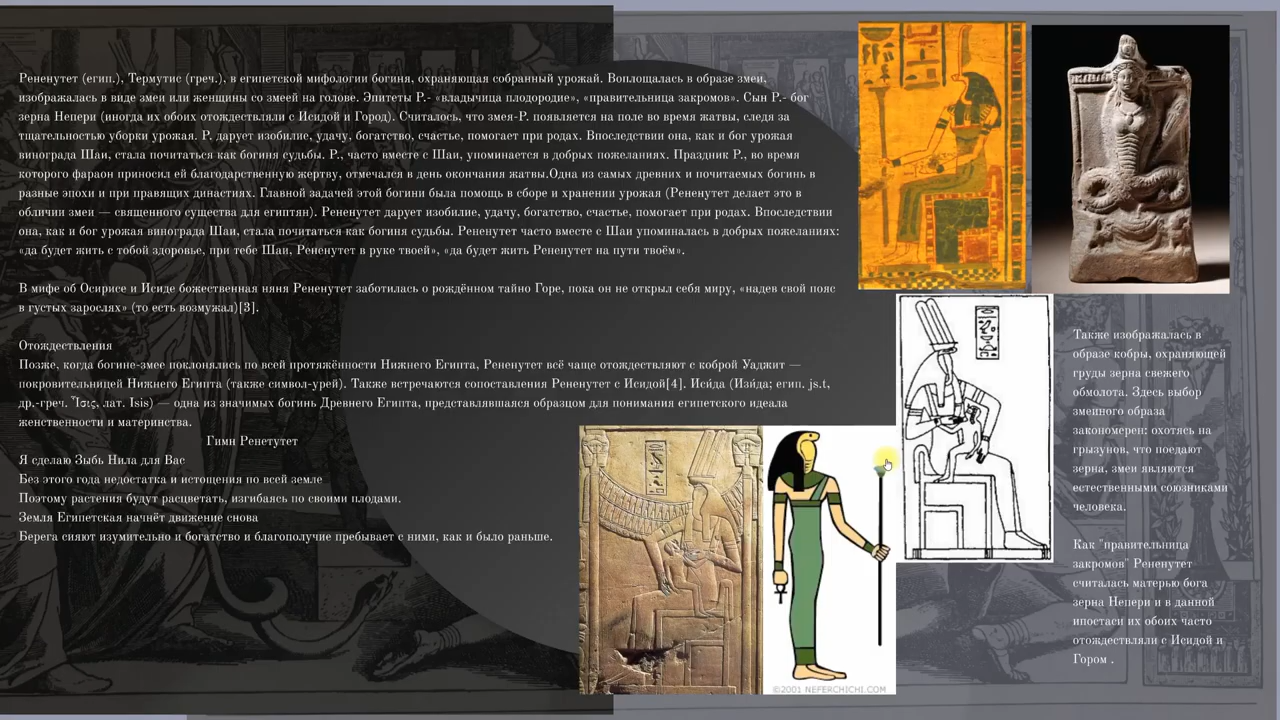 Рененутет (егип.), Термутис (греч.), в египетской мифологии богиня, охраняющая собранный урожай. Воплощалась в образе змеи,
изображалась в виде змеи или женщины со змеей на голове. Эпитеты Р.- «владычица плодородие», «правительница закромов». Сын Р.- бог
зерна Непери (иногда их обоих отождествляли с Исидой и Город). Считалось, что змея-Р. появляется на поле во время жатвы, следя за
тщательностью уборки урожая. Р. дарует изобилие, удачу, богатство, счастье, помогает при родах. Впоследствии она, как и бог урожая
винограда Шаи, стала почитаться как богиня судьбы. Р., часто вместе с Шаи, упоминается в добрых пожеланиях. Праздник Р., во время
которого фараон приносил ей благодарственную жертву, отмечался в день окончания жатвы.Одна из самых древних и почитаемых богинь в
разные эпохи и при правящих династиях. Главной задачей этой богини была помощь в сборе и хранении урожая (Рененутет делает это в
обличии змеи — священного существа для египтян). Рененутет дарует изобилие, удачу, богатство, счастье, помогает при родах. Впоследствии
она, как и бог урожая винограда Шаи, стала почитаться как богиня судьбы. Рененутет часто вместе с Шаи упоминалась в добрых пожеланиях:
«да будет жить с тобой здоровье, при тебе Шаи, Рененутет в руке твоей», «да будет жить Рененутет на пути твоём».
В мифе об Осирисе и Исиде божественная няня Рененутет заботилась о рождённом тайно Горе, пока он не открыл себя миру, «надев свой пояс
в густых зарослях» (то есть возмужал)[3].
Отождествления
Позже, когда богине-змее поклонялись по всей протяжённости Нижнего Египта, Рененутет всё чаще отождествляют с коброй Уаджит —
покровительницей Нижнего Египта (также символ-урей). Также встречаются сопоставления Рененутет с Исидой[4]. Иси́да (Изи́да; егип. js.t,
др.-греч. Ἶσις, лат. Isis) — одна из значимых богинь Древнего Египта, представлявшаяся образцом для понимания египетского идеала
женственности и материнства.
Гимн Ренетутет
Я сделаю Зыбь Нила для Вас
Без этого года недостатка и истощения по всей земле
Поэтому растения будут расцветать, изгибаясь по своими плодами.
Земля Египетская начнёт движение снова
Берега сияют изумительно и богатство и благополучие пребывает с ними, как и было раньше.
Также изображалась в
образе кобры, охраняющей
груды зерна свежего
обмолота. Здесь выбор
змеиного образа
закономерен: охотясь на
грызунов, что поедают
зерна, змеи являются
естественными союзниками
человека.
Как "правительница
закромов" Рененутет
считалась матерью бога
зерна Непери и в данной
ипостаси их обоих часто
отождествляли с Исидой и
Гором .
©2001 NEFERCHICHI.COM